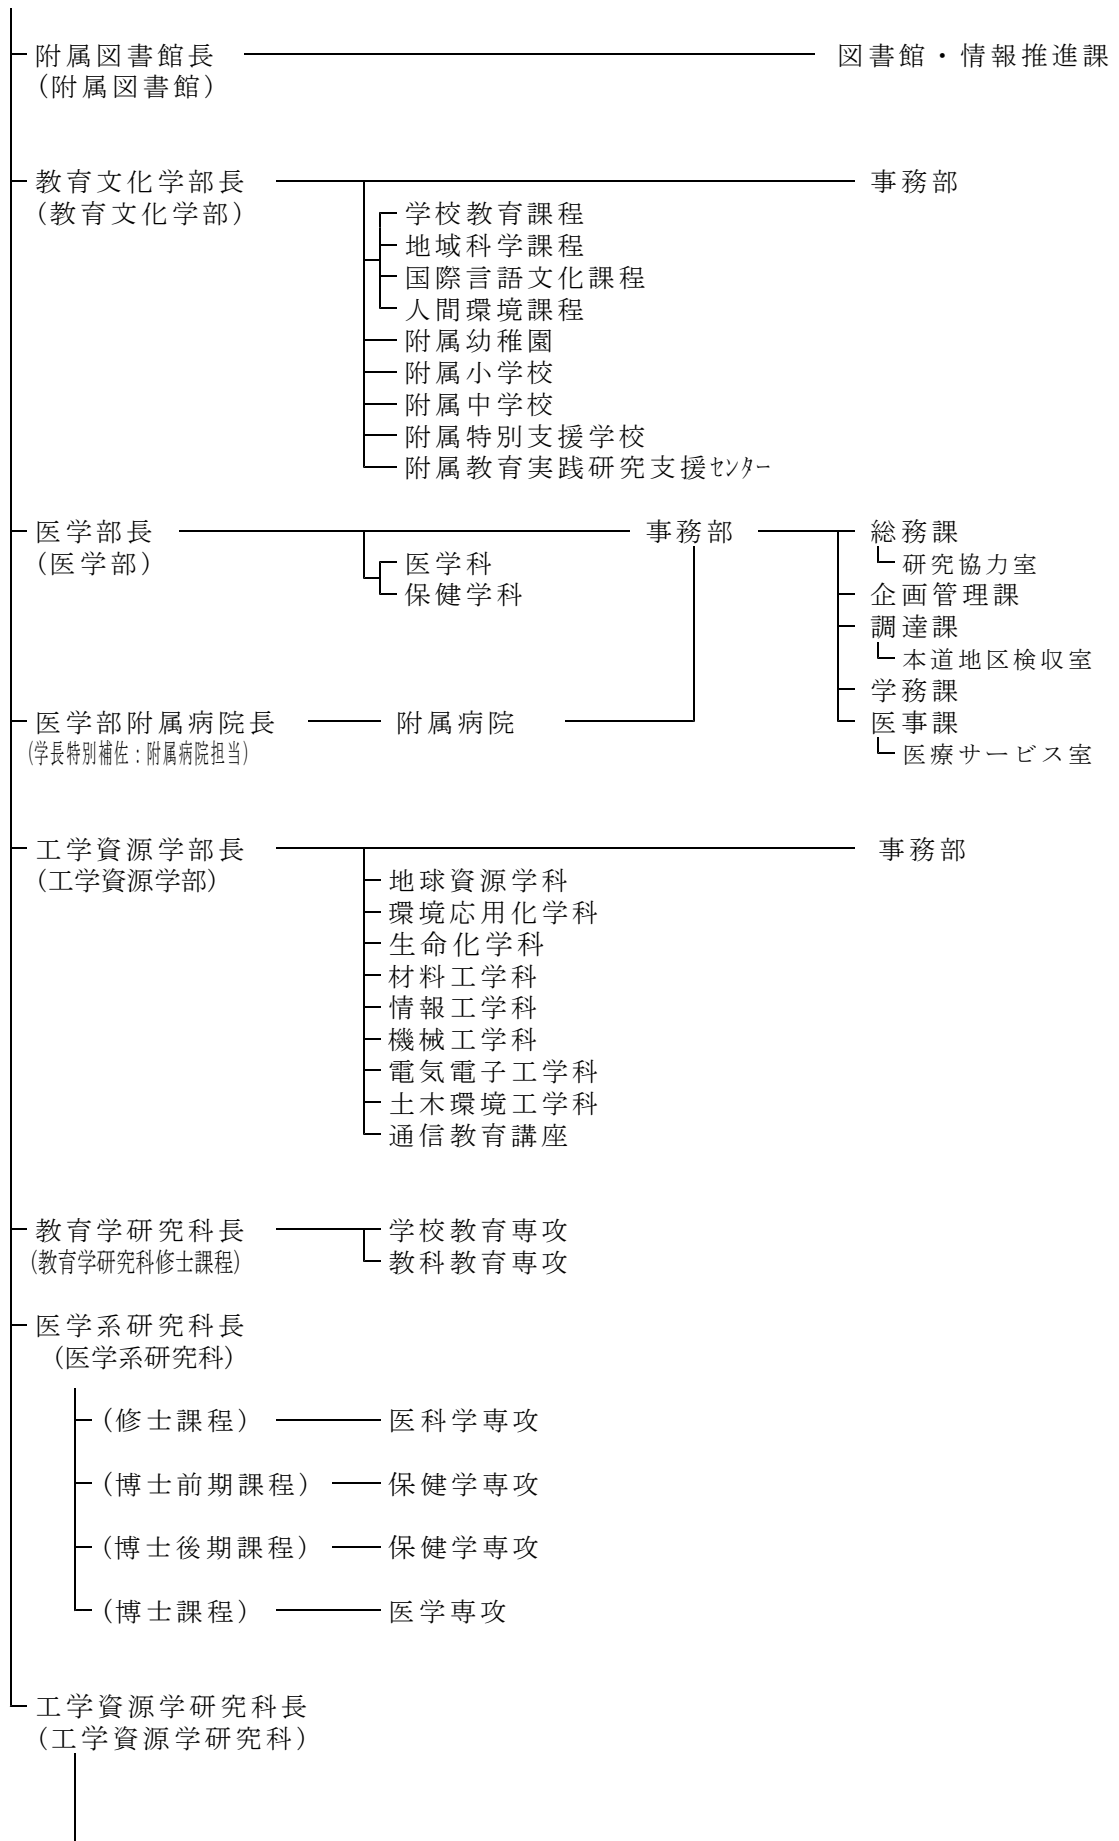 附属図書館長 図書館・情報推進課
(附属図書館)
教育文化学部長 事務部
(教育文化学部) 学校教育課程
地域科学課程
国際言語文化課程
人間環境課程
附属幼稚園
附属小学校
附属中学校
附属特別支援学校
附属教育実践研究支援ｾﾝﾀｰ
医学部長 事務部 総務課
(医学部) 医学科 研究協力室
保健学科 企画管理課
調達課
本道地区検収室
学務課
医学部附属病院長 附属病院 医事課
(学長特別補佐：附属病院担当) 医療サービス室
工学資源学部長 事務部
(工学資源学部) 地球資源学科
環境応用化学科
生命化学科
材料工学科
情報工学科
機械工学科
電気電子工学科
土木環境工学科
通信教育講座
教育学研究科長 学校教育専攻
(教育学研究科修士課程) 教科教育専攻
医学系研究科長
(医学系研究科)
(修士課程) 医科学専攻
(博士前期課程) 保健学専攻
(博士後期課程) 保健学専攻
(博士課程) 医学専攻
工学資源学研究科長
(工学資源学研究科)